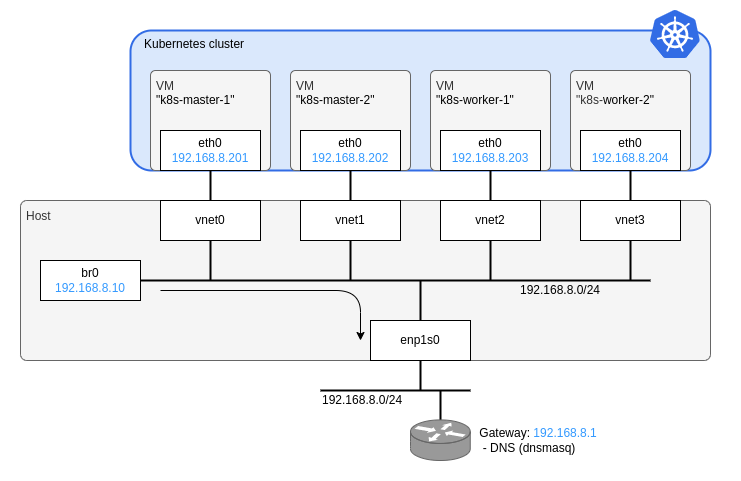 Kubernetes cluster
VM
"k8s-master-1"
eth0
192.168.8.201
VM
"k8s-master-2"
eth0
192.168.8.202
VM
"k8s-worker-1"
eth0
192.168.8.203
VM
"k8s-worker-2"
eth0
192.168.8.204
Host
vnet0
vnet1
vnet2
vnet3
br0
192.168.8.10
192.168.8.0/24
enp1s0
192.168.8.0/24
Gateway: 192.168.8.1
- DNS (dnsmasq)